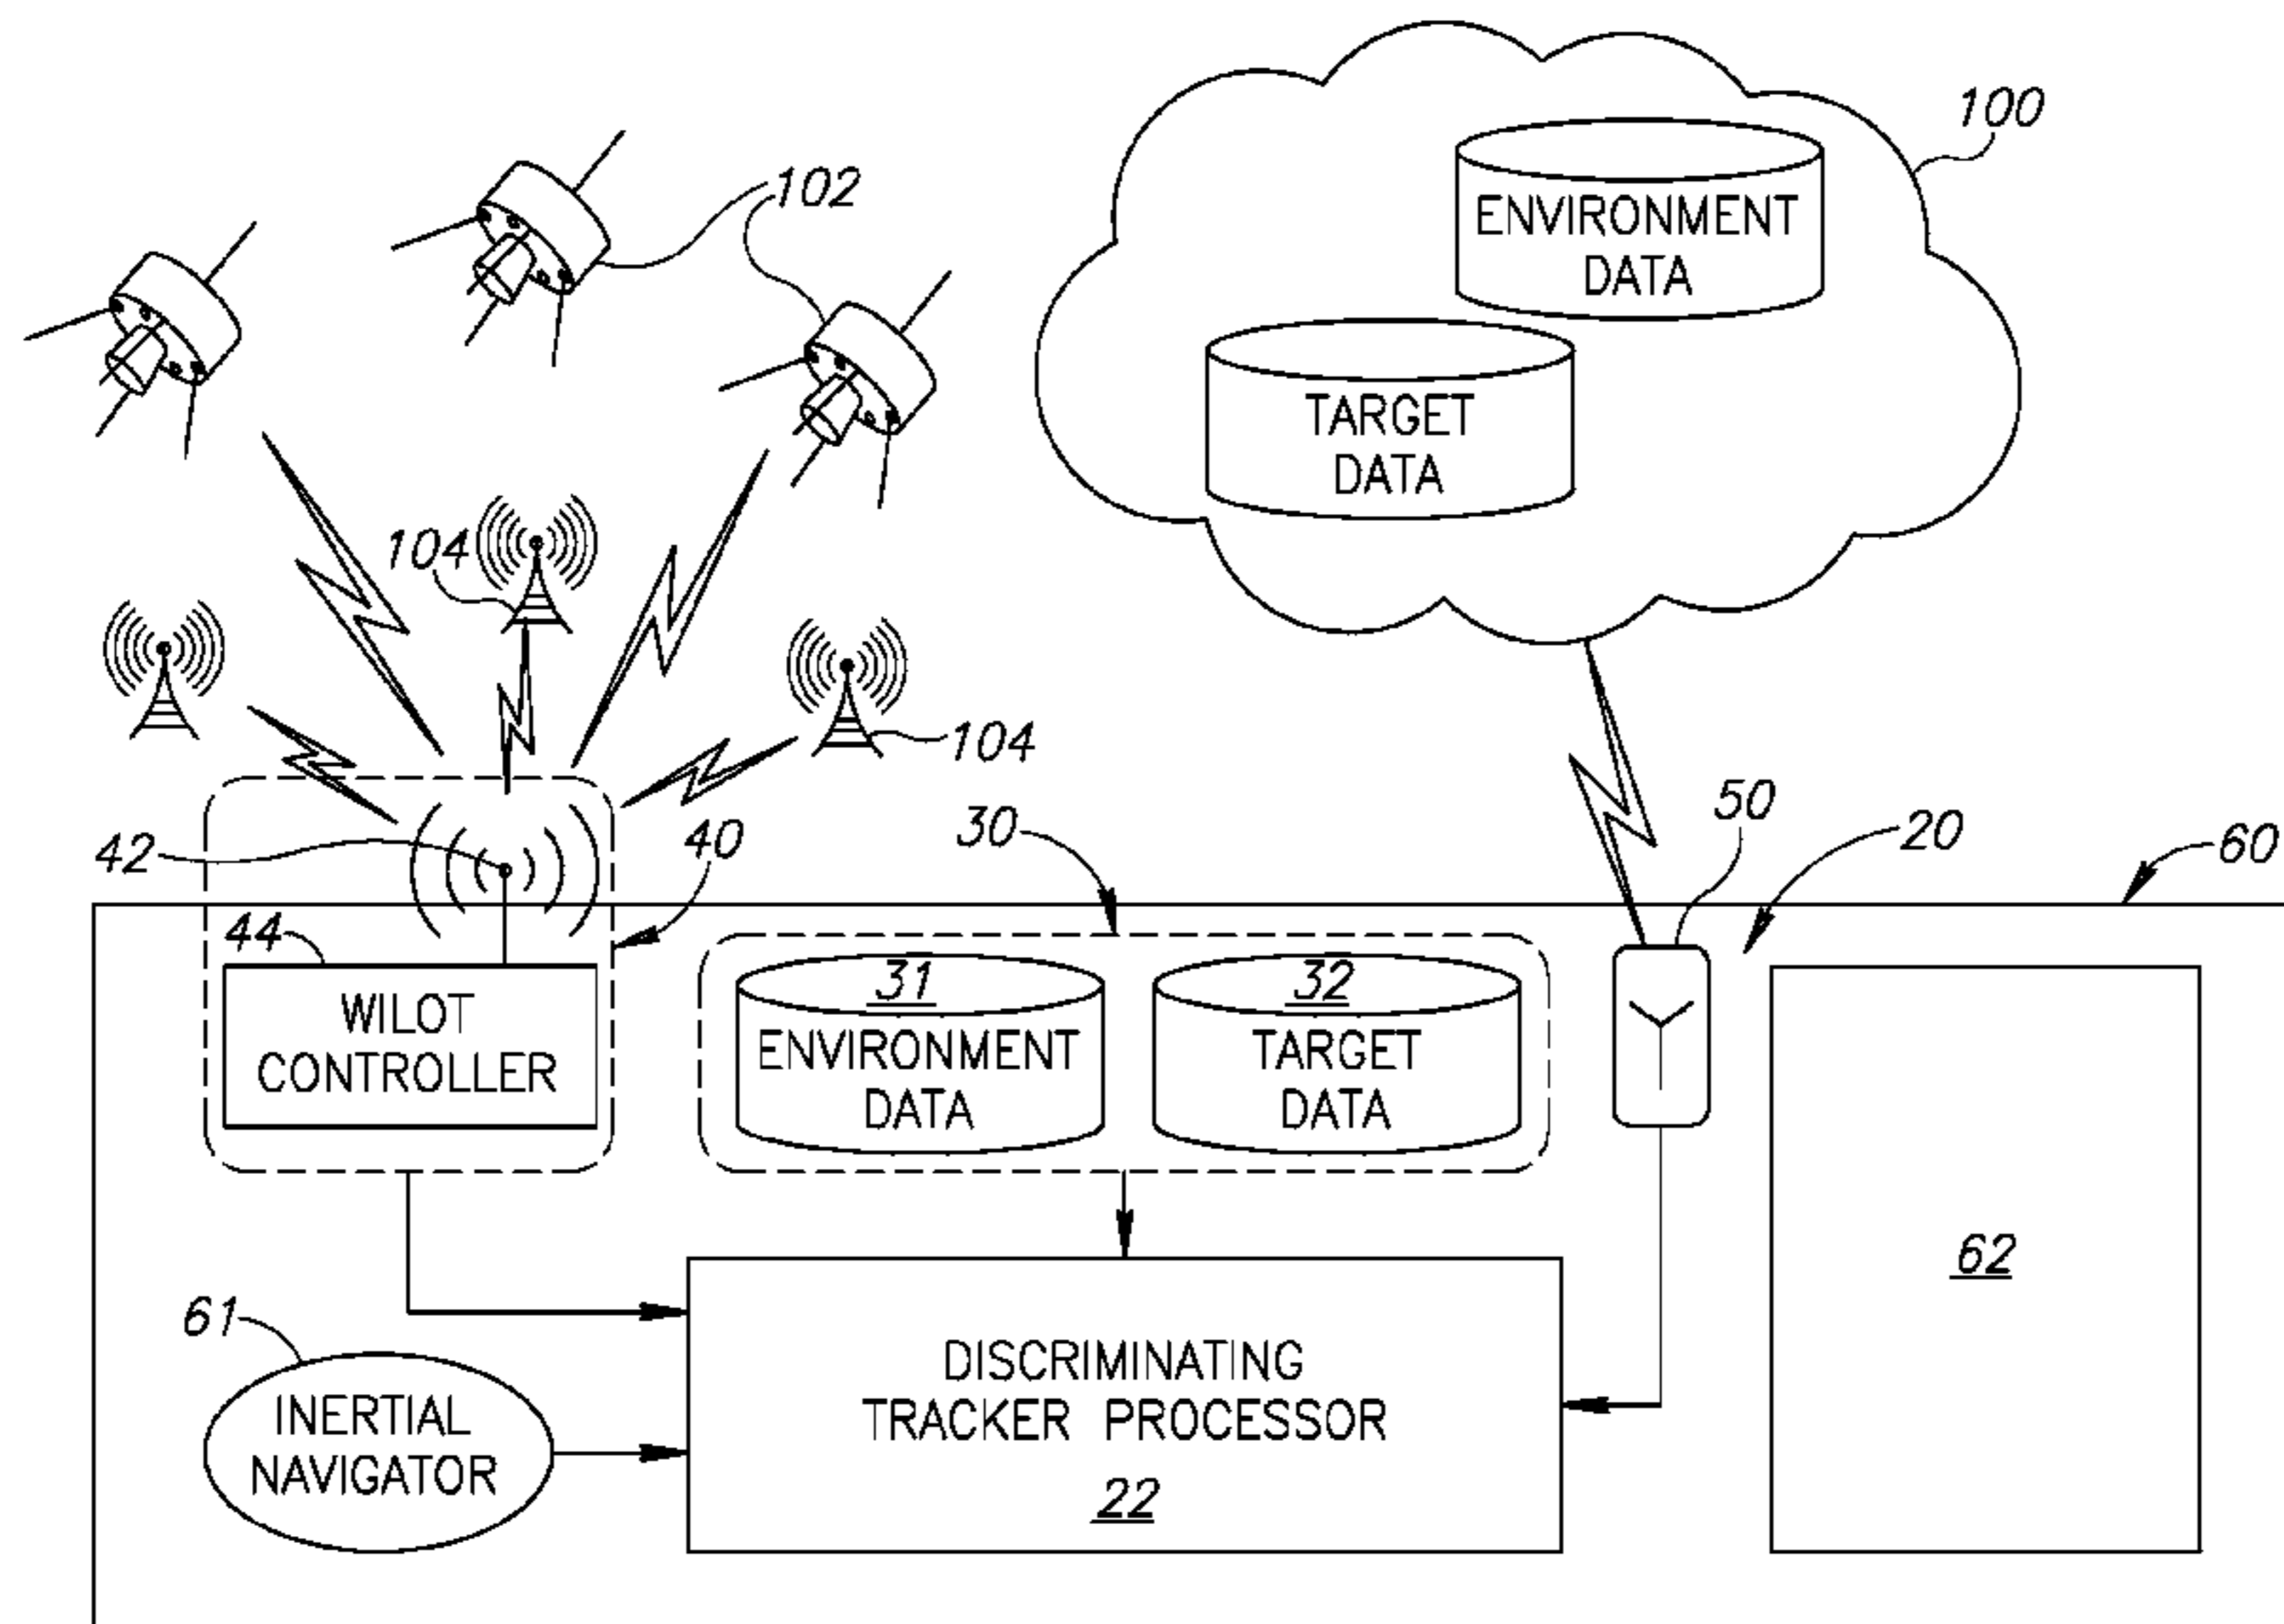 100
102
ENVIRONMENT
DATA
TARGET
DATA
104
104
50
20
60
30
40
42
44
WILOT
CONTROLLER
31
ENVIRONMENT
DATA
32
TARGET
DATA
62
61
INERTIAL
NAVIGATOR
DISCRIMINATING
TRACKER PROCESSOR
22